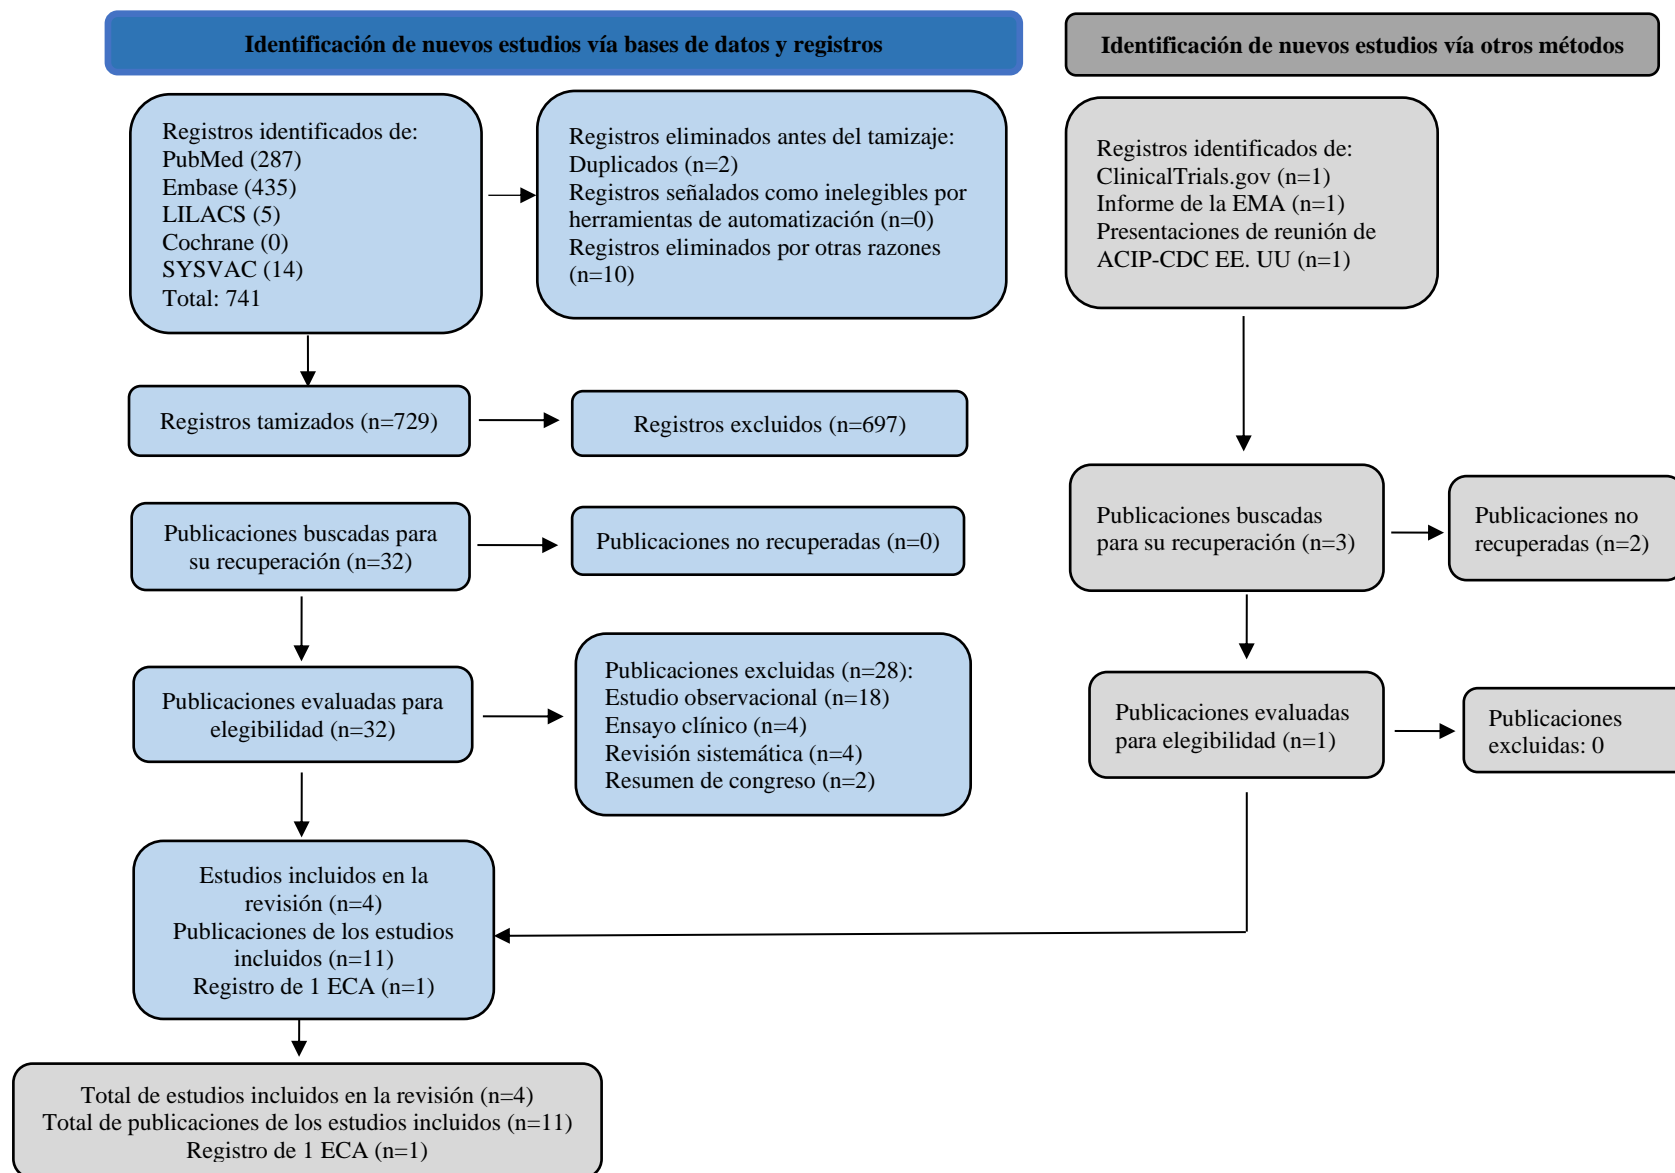 Identificación de nuevos estudios vía bases de datos y registros
Identificación de nuevos estudios vía otros métodos
Registros identificados de:
PubMed (287)
Embase (435)
LILACS (5)
Cochrane (0)
SYSVAC (14)
Total: 741
Registros eliminados antes del tamizaje:
Duplicados (n=2)
Registros señalados como inelegibles por
herramientas de automatización (n=0)
Registros eliminados por otras razones
(n=10)
Registros identificados de:
ClinicalTrials.gov (n=1)
Informe de la EMA (n=1)
Presentaciones de reunión de
ACIP-CDC EE. UU (n=1)
Registros tamizados (n=729)
Registros excluidos (n=697)
Publicaciones buscadas para
su recuperación (n=32)
Publicaciones no recuperadas (n=0)
Publicaciones buscadas
para su recuperación (n=3)
Publicaciones no
recuperadas (n=2)
Publicaciones evaluadas para
elegibilidad (n=32)
Publicaciones excluidas (n=28):
Estudio observacional (n=18)
Ensayo clínico (n=4)
Revisión sistemática (n=4)
Resumen de congreso (n=2)
Publicaciones evaluadas
para elegibilidad (n=1)
Publicaciones
excluidas: 0
Estudios incluidos en la
revisión (n=4)
Publicaciones de los estudios
incluidos (n=11)
Registro de 1 ECA (n=1)
Total de estudios incluidos en la revisión (n=4)
Total de publicaciones de los estudios incluidos (n=11)
Registro de 1 ECA (n=1)